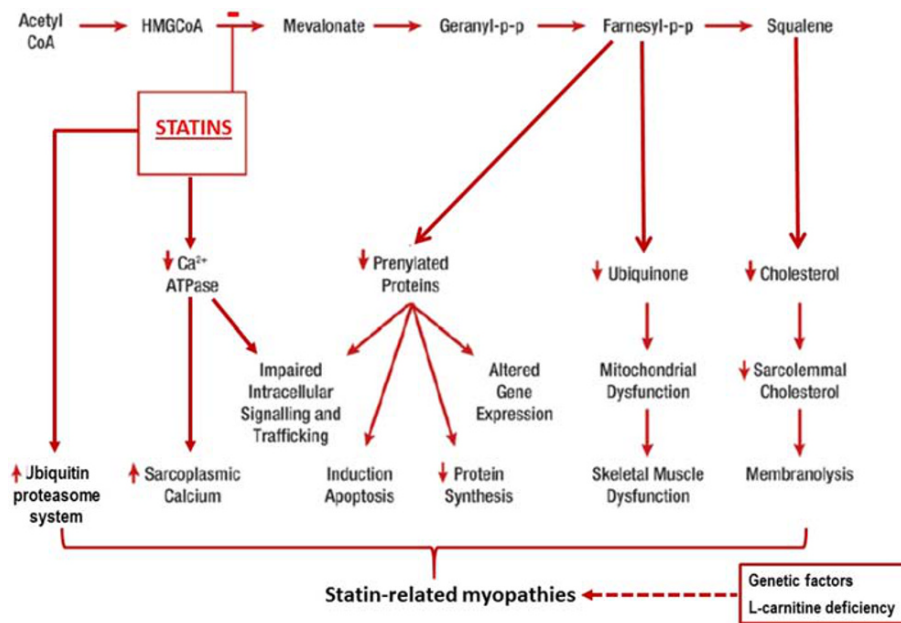 Acetyl
CoA
HMGCoA
Mevalonate
Geranyl-p-p
Farnesyl-p-p
Squalene
STATINS
Ca²⁺
ATPase
Prenylated
Proteins
Ubiquinone
Cholesterol
Impaired
Intracellular
Signalling and
Trafficking
Altered
Gene
Expression
Mitochondrial
Dysfunction
Sarcolemmal
Cholesterol
Ubiquitin
proteasome
system
Sarcoplasmic
Calcium
Induction
Apoptosis
Protein
Synthesis
Skeletal Muscle
Dysfunction
Membranolysis
Statin-related myopathies
Genetic factors
L-carnitine deficiency